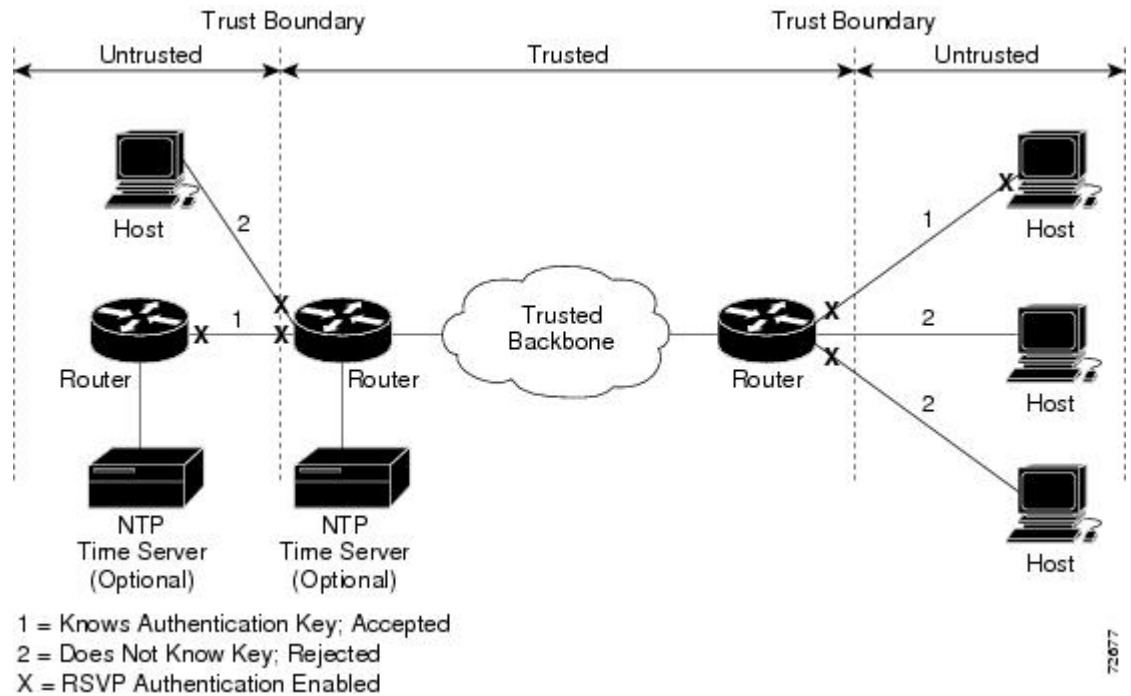 Trust Boundary
Trust Boundary
Untrusted
Trusted
Untrusted
Host
2
1
Host
Router
1
Router
Trusted
Backbone
Router
2
Host
2
NTP
Time Server
(Optional)
NTP
Time Server
(Optional)
Host
X
X
X
X
X
X
1 = Knows Authentication Key; Accepted
2 = Does Not Know Key; Rejected
X = RSVP Authentication Enabled
72677